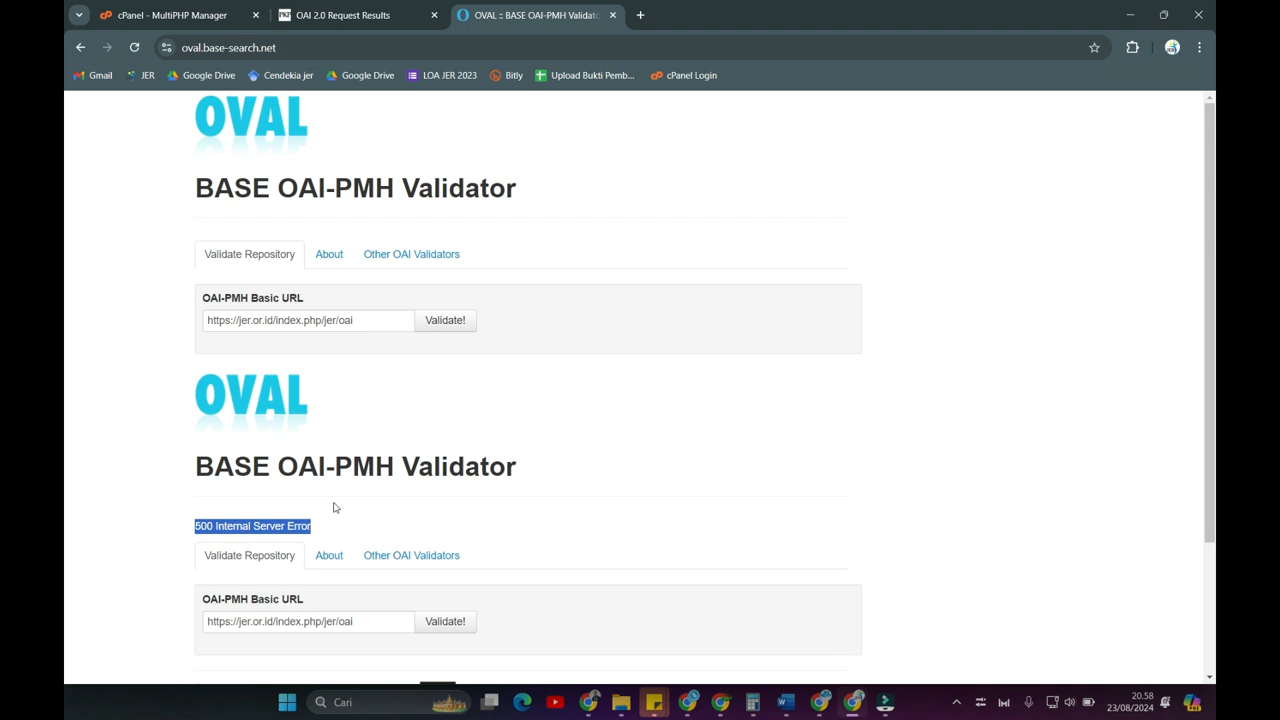 cPanel - MultiPHP Manager
OAI 2.0 Request Results
OVAL :: BASE OAI-PMH Validato
oval.base-search.net
Gmail
JER
Google Drive
Cendekia jer
Google Drive
LOA JER 2023
Bitly
Upload Bukti Pemb...
cPanel Login
OVAL
BASE OAI-PMH Validator
Validate Repository
About
Other OAI Validators
OAI-PMH Basic URL
https://jer.or.id/index.php/jer/oai
Validate!
OVAL
BASE OAI-PMH Validator
500 Internal Server Error
Validate Repository
About
Other OAI Validators
OAI-PMH Basic URL
https://jer.or.id/index.php/jer/oai
Validate!
Cari
20.58
23/08/2024